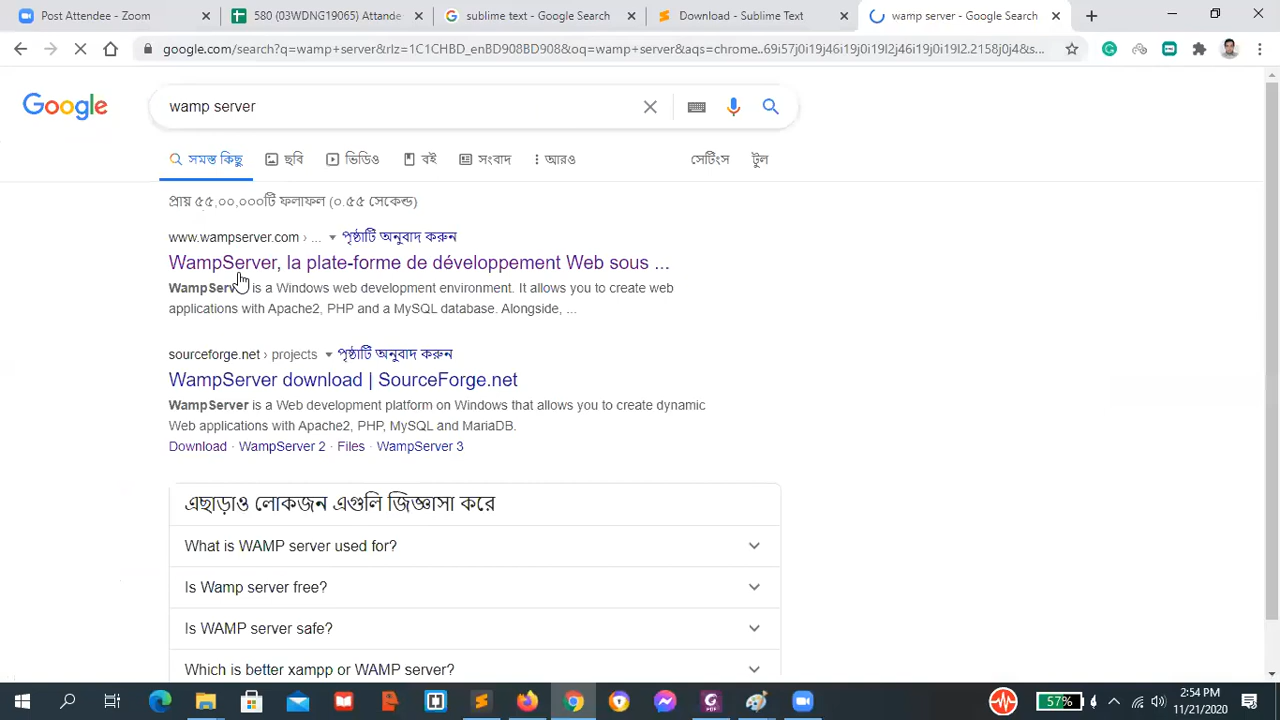 Post Attendee - Zoom
580 (03WDNG19065) Attenda
sublime text - Google Search
Download - Sublime Text
wamp server - Google Search
google.com/search?q=wamp+server&rlz=1C1CHBD_enBD908BD908&oq=wamp+server&aqs=chrome..69i57j0i19j46i19j0i19l2j46i19j0i19l2.2158j0j4&s...
Google
wamp server
সমস্ত কিছু
ছবি
ভিডিও
বই
সংবাদ
আরও
সেটিংস
টুল
প্রায় ৫৫,০০,০০০টি ফলাফল (০.৫৫ সেকেন্ড)
www.wampserver.com › ... পৃষ্ঠাটি অনুবাদ করুন
WampServer, la plate-forme de développement Web sous ...
WampServ is a Windows web development environment. It allows you to create web
applications with Apache2, PHP and a MySQL database. Alongside, ...
sourceforge.net › projects পৃষ্ঠাটি অনুবাদ করুন
WampServer download | SourceForge.net
WampServer is a Web development platform on Windows that allows you to create dynamic
Web applications with Apache2, PHP, MySQL and MariaDB.
Download · WampServer 2 · Files · WampServer 3
এছাড়াও লোকজন এগুলি জিজ্ঞাসা করে
What is WAMP server used for?
Is Wamp server free?
Is WAMP server safe?
Which is better xampp or WAMP server?
57%
2:54 PM
11/21/2020